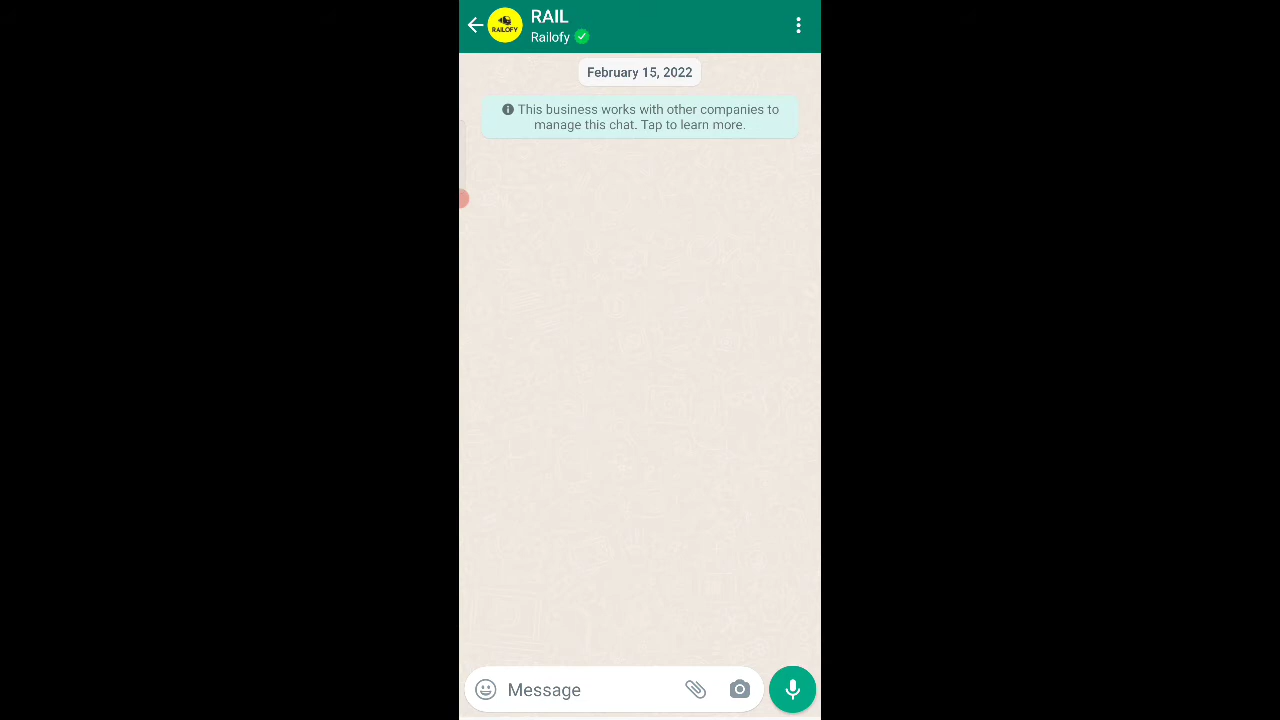 RAIL
RAILOFY
Railofy
February 15, 2022
This business works with other companies to
manage this chat. Tap to learn more.
Message